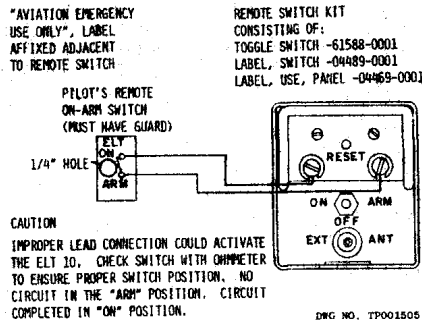 "AVIATION EMERGENCY
USE ONLY", LABEL
AFFIXED ADJACENT
TO REMOTE SWITCH
REMOTE SWITCH KIT
CONSISTING OF:
TOGGLE SWITCH -61588-0001
LABEL, SWITCH -04489-0001
LABEL, USE, PANEL -04469-0001
PILOT'S REMOTE
ON-ARM SWITCH
(MUST HAVE GUARD)
ELT
ON
1/4" HOLE
ARM
RESET
ON ARM
OFF
EXT ANT
CAUTION
IMPROPER LEAD CONNECTION COULD ACTIVATE
THE ELT 10. CHECK SWITCH WITH OHMMETER
TO ENSURE PROPER SWITCH POSITION. NO
CIRCUIT IN THE "ARM" POSITION. CIRCUIT
COMPLETED IN "ON" POSITION.
DWG NO. TP001505